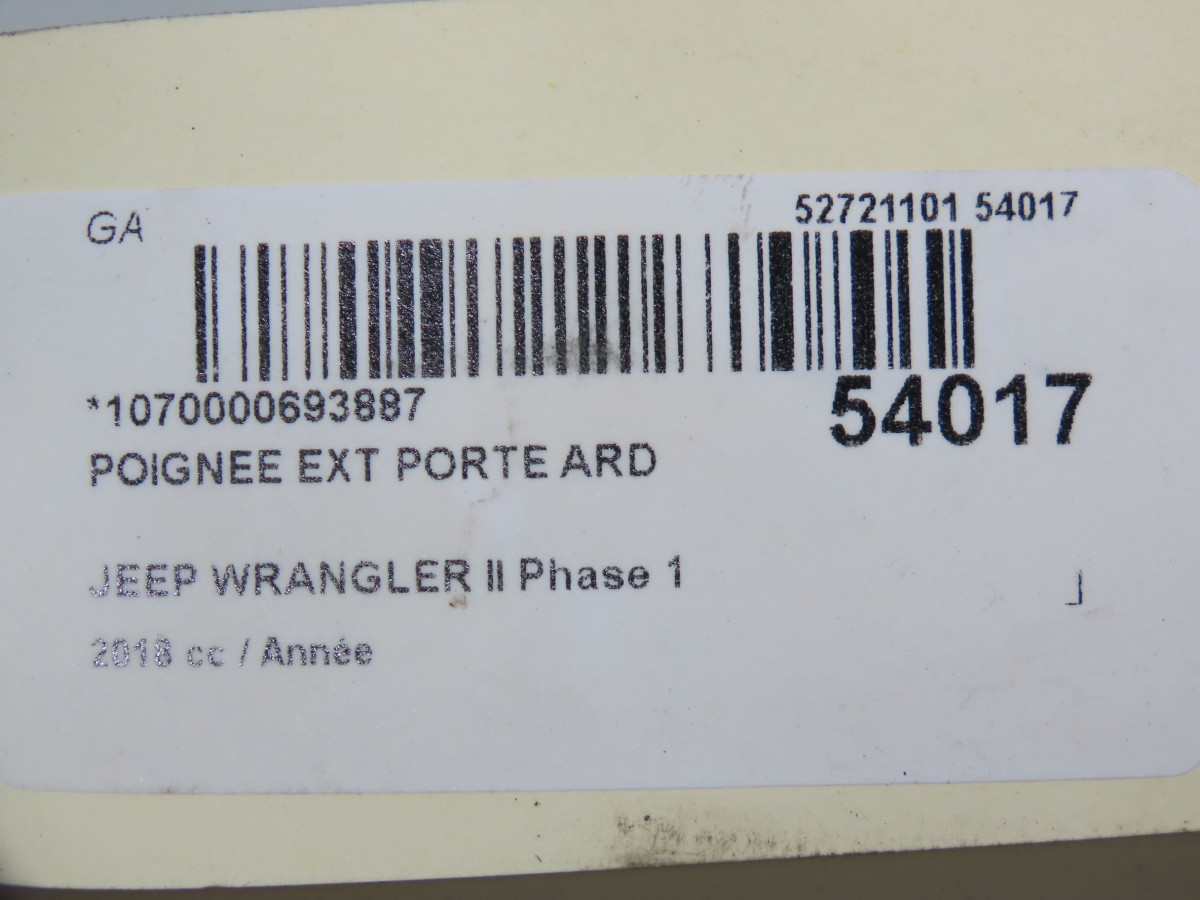 GA
52721101 54017
*1070000693887
54017
POIGNEE EXT PORTE ARD
JEEP WRANGLER II Phase 1
2018 cc / Année